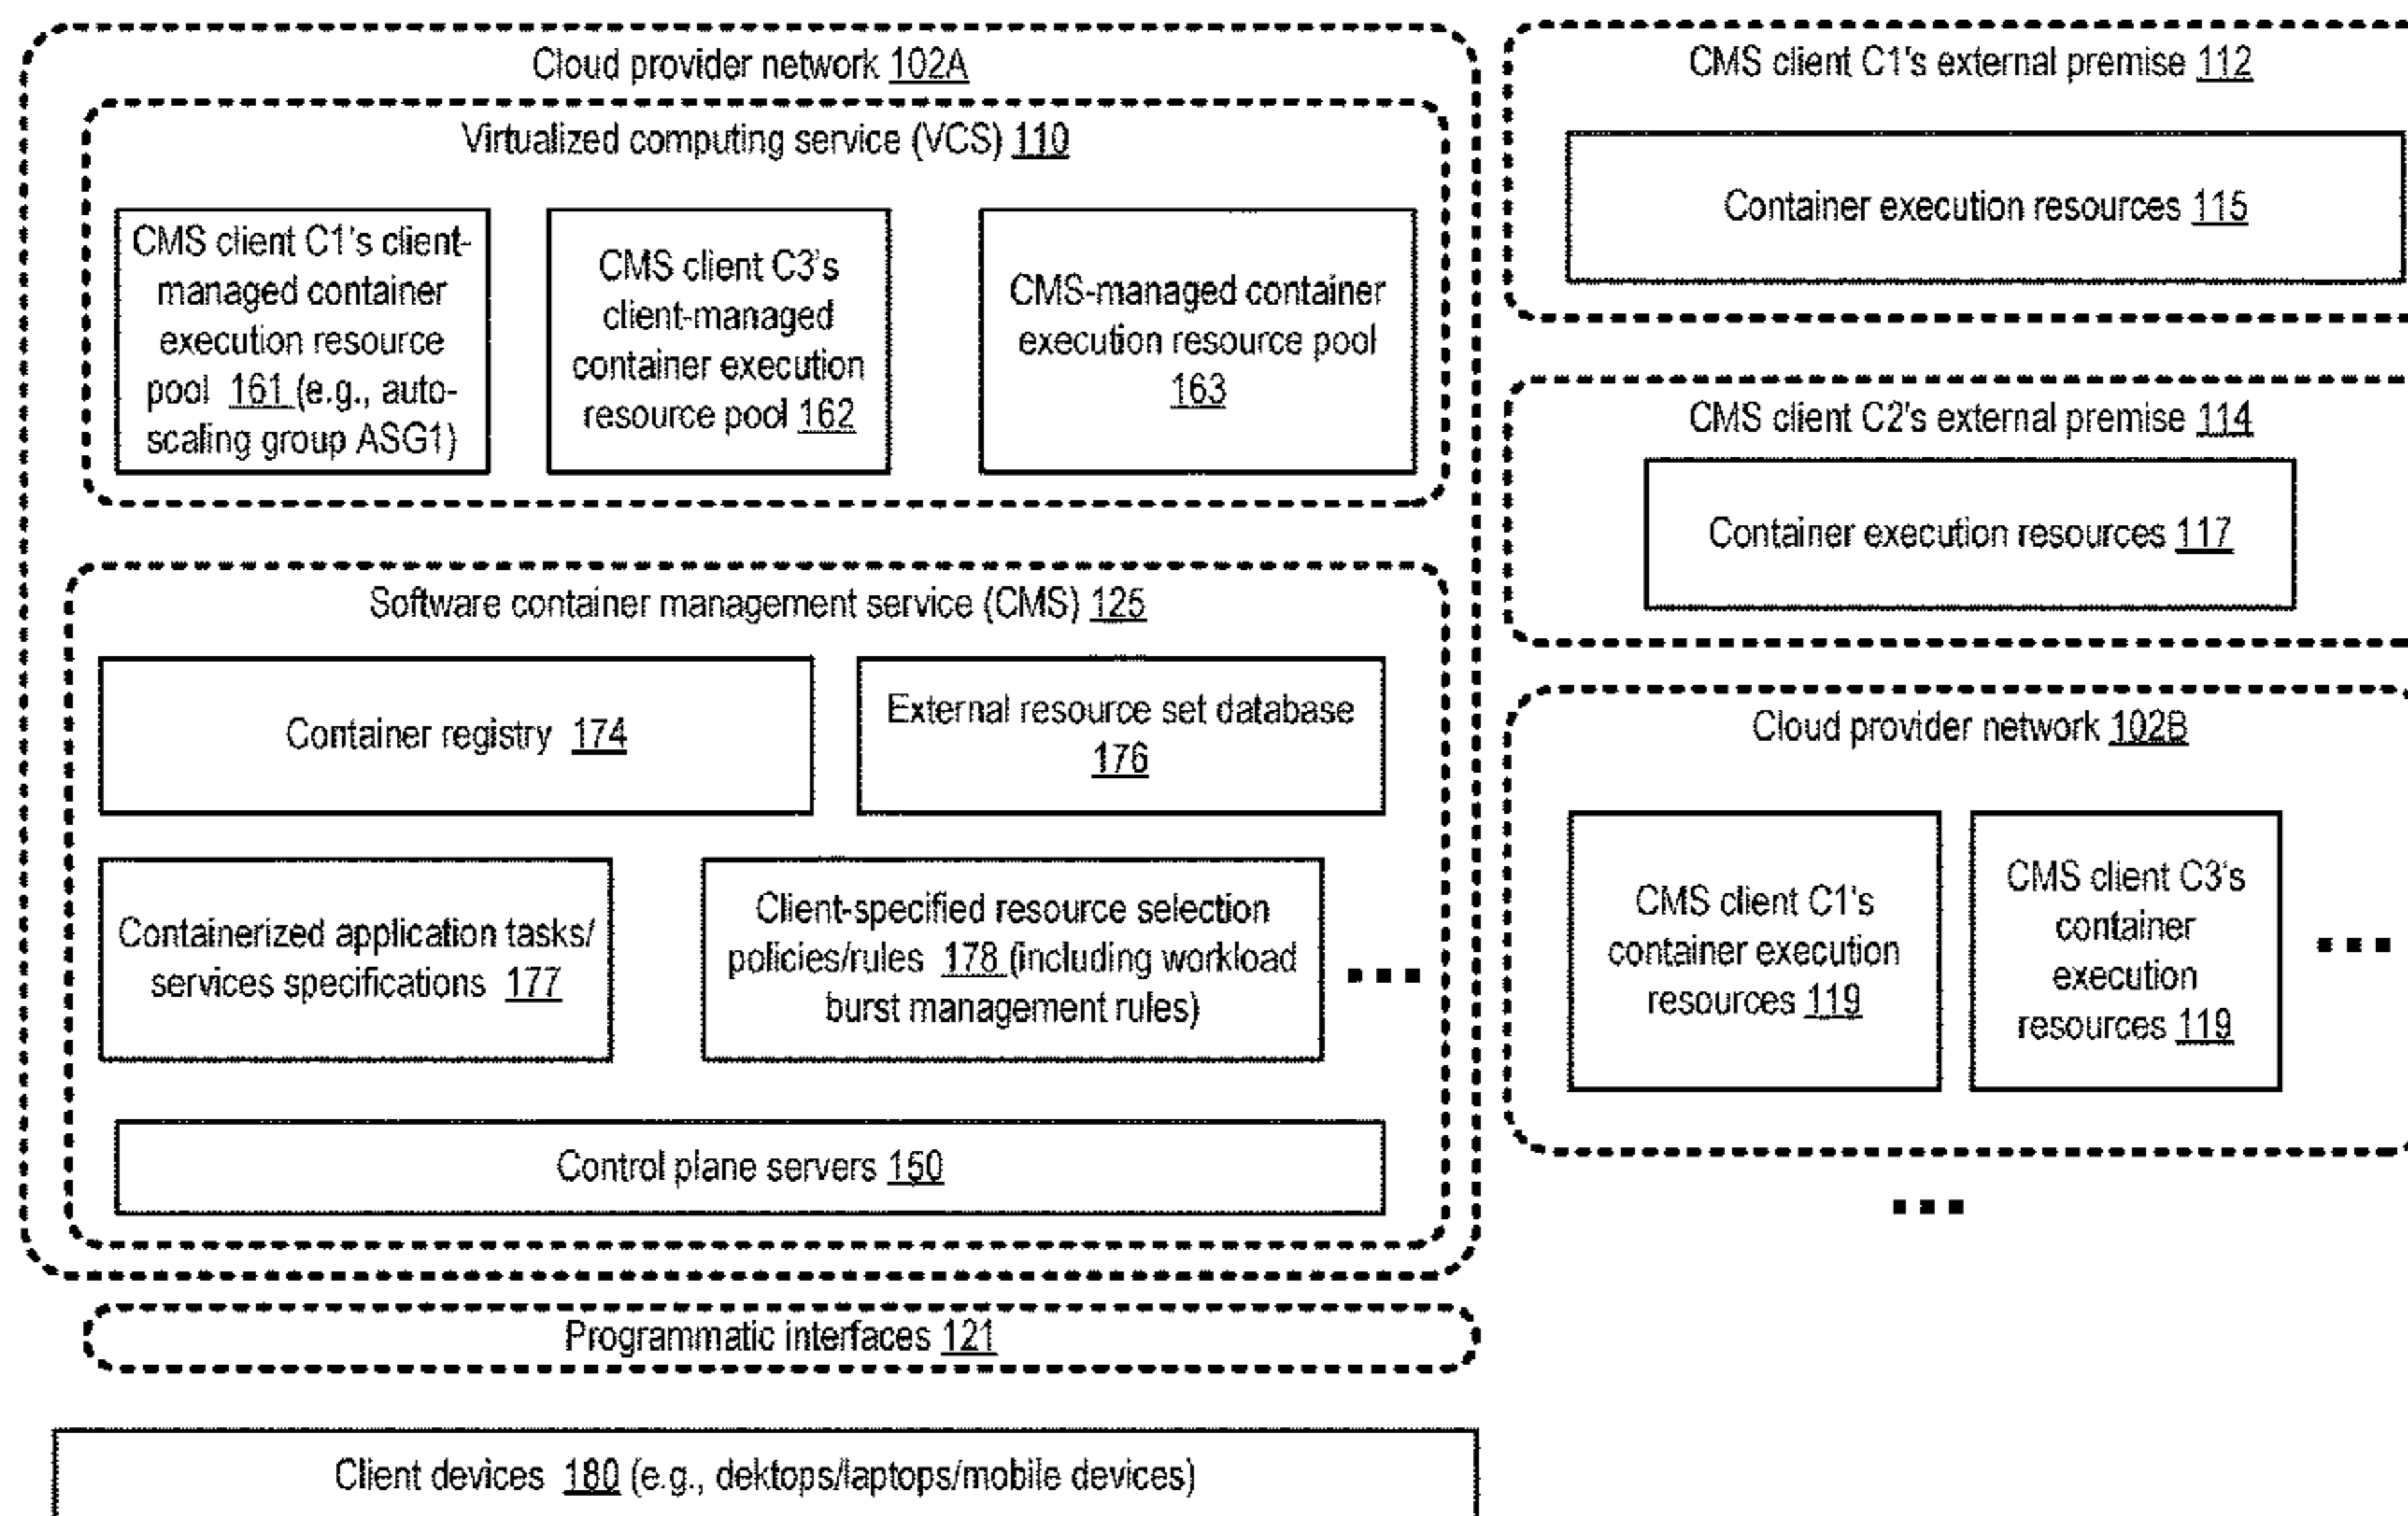 Cloud provider network 102A
Virtualized computing service (VCS) 110
CMS client C1's client-
managed container
execution resource
pool 161 (e.g., auto-
scaling group ASG1)
CMS client C3's
client-managed
container execution
resource pool 162
CMS-managed container
execution resource pool
163
Software container management service (CMS) 125
Container registry 174
External resource set database
176
Containerized application tasks/
services specifications 177
Client-specified resource selection
policies/rules 178 (including workload
burst management rules)
Control plane servers 150
Programmatic interfaces 121
Client devices 180 (e.g., dektops/laptops/mobile devices)
CMS client C1's external premise 112
Container execution resources 115
CMS client C2's external premise 114
Container execution resources 117
Cloud provider network 102B
CMS client C1's
container execution
resources 119
CMS client C3's
container
execution
resources 119